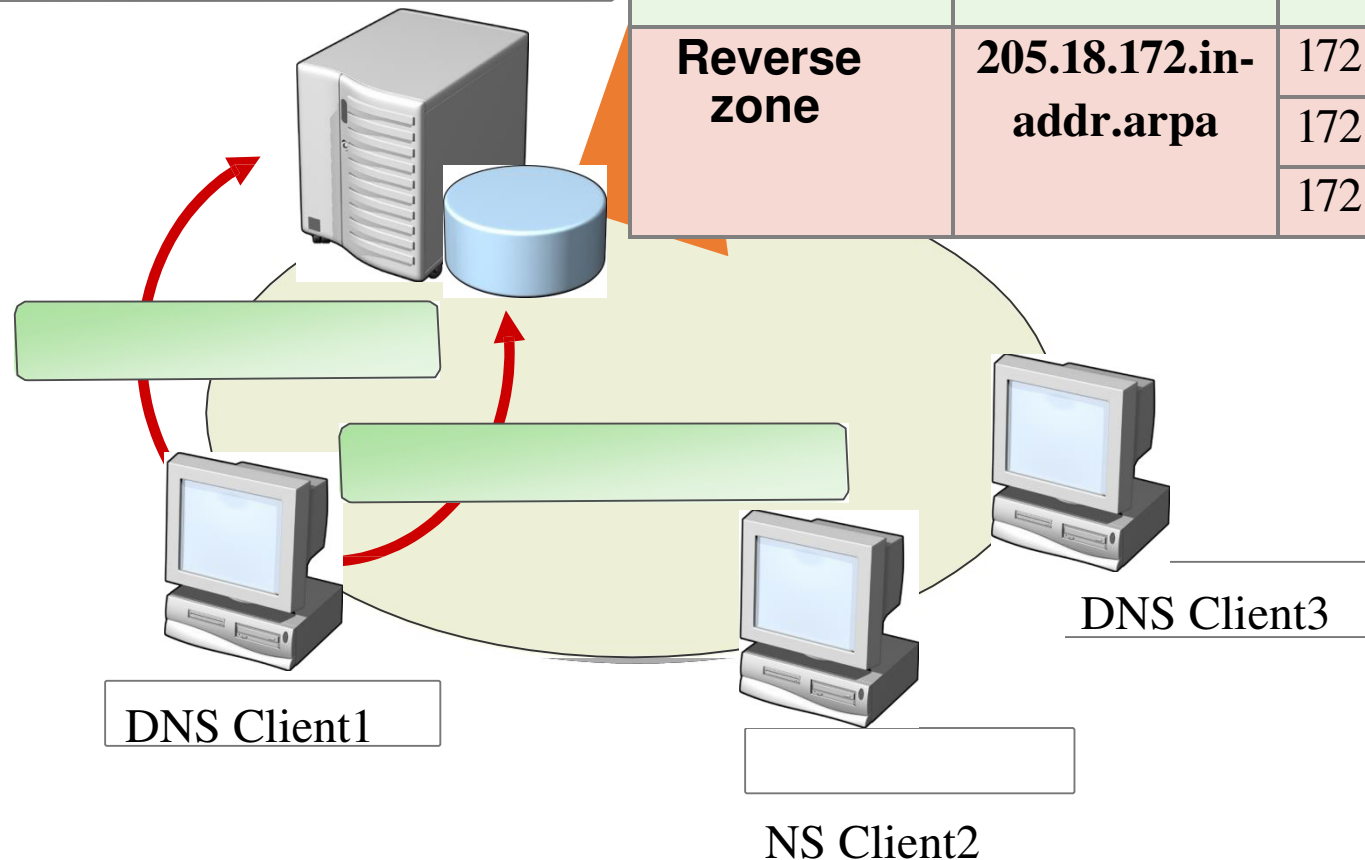 Reverse zone
205.18.172.in-addr.arpa
172
172
172
DNS Client3
DNS Client1
NS Client2